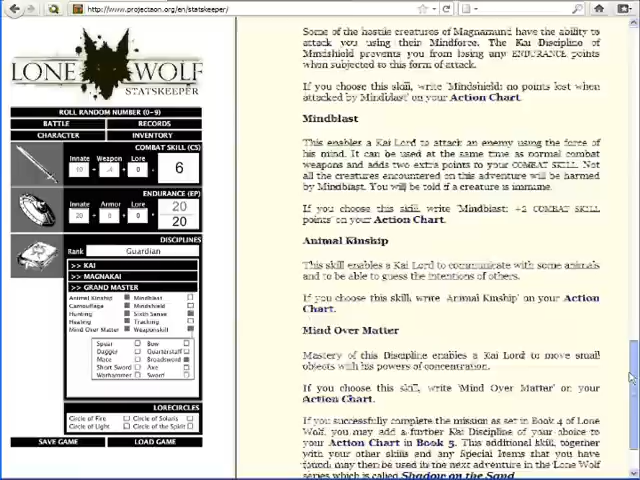 http://www.projectaon.org/en/statskeeper/
LONE WOLF
STATSKEEPER
ROLL RANDOM NUMBER (0-9)
BATTLE RECORDS
CHARACTER INVENTORY
COMBAT SKILL (CS)
Innate Weapon Lore
10 -4 0 6
ENDURANCE (EP)
Innate Armor Lore 20
20 0 0 20
DISCIPLINES
Rank Guardian
>> KAI
>> MAGNAKAI
>> GRAND MASTER
Animal Kinship Mindblast
Camouflage Mindshield
Hunting Sixth Sense
Healing Tracking
Mind Over Matter Weaponskill
Spear Bow
Dagger Quarterstaff
Mace Broadsword
Short Sword Axe
Warhammer Sword
LORECIRCLES
Circle of Fire Circle of Solaris
Circle of Light Circle of the Spirit
SAVE GAME LOAD GAME
Some of the hostile creatures of Magnamund have the ability to
attack you using their Mindforce. The Kai Discipline of
Mindshield prevents you from losing any ENDURANCE points
when subjected to this form of attack.
If you choose this skill, write 'Mindshield: no points lost when
attacked by Mindblast' on your Action Chart.
Mindblast
This enables a Kai Lord to attack an enemy using the force of
his mind. It can be used at the same time as normal combat
weapons and adds two extra points to your COMBAT SKILL. Not
all the creatures encountered on this adventure will be harmed
by Mindblast. You will be told if a creature is immune.
If you choose this skill, write 'Mindblast: +2 COMBAT SKILL
points' on your Action Chart.
Animal Kinship
This skill enables a Kai Lord to communicate with some animals
and to be able to guess the intentions of others.
If you choose this skill, write 'Animal Kinship' on your Action
Chart.
Mind Over Matter
Mastery of this Discipline enables a Kai Lord to move small
objects with his powers of concentration.
If you choose this skill, write 'Mind Over Matter' on your
Action Chart.
If you successfully complete the mission as set in Book 4 of Lone
Wolf, you may add a further Kai Discipline of your choice to
your Action Chart in Book 5. This additional skill, together
with your other skills and any Special Items that you have
found, may then be used in the next adventure in the Lone Wolf
series which is called Shadow on the Sand.